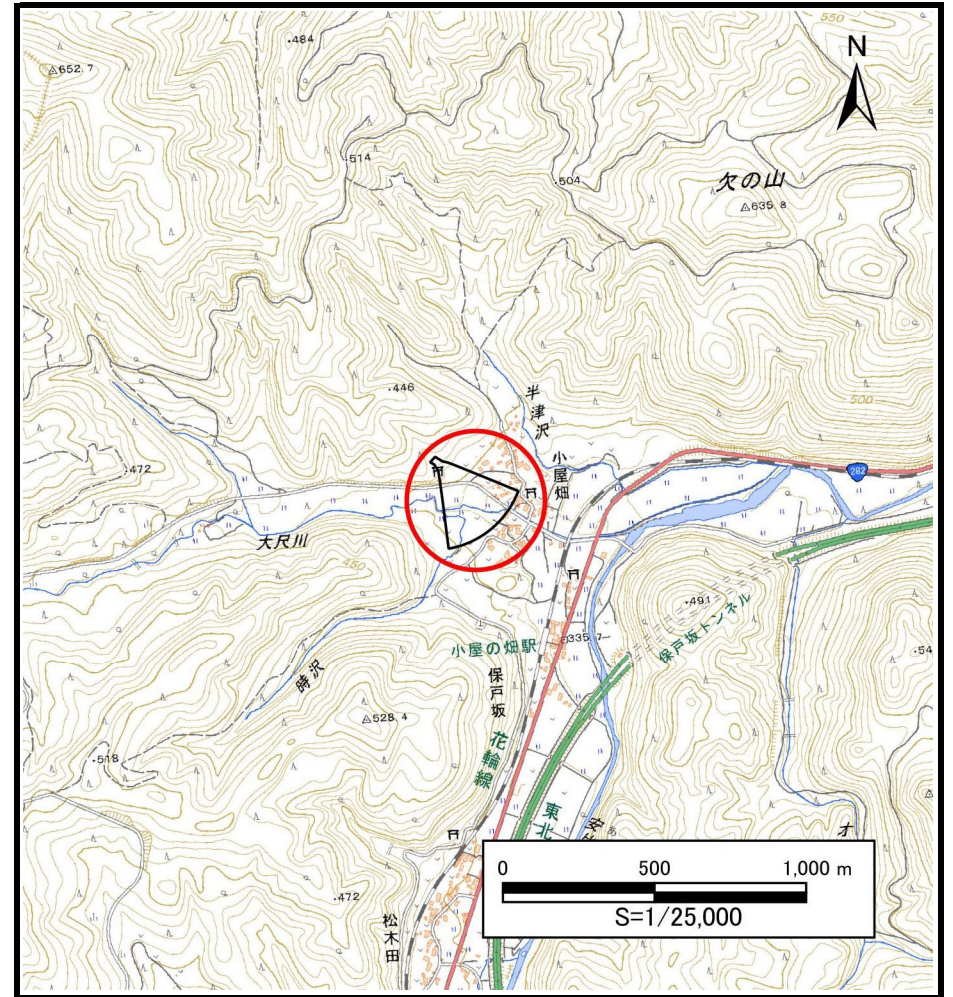 550
484
652.7
N
514
504
欠の山
635.8
446
半津沢
500
472
小屋畑
282
大尺川
450
491
335.7
保戸坂トンネル
小屋の畑駅
時沢
保戸坂
528.4
花輪線
518
東北
0 500 1,000 m
S=1/25,000
472
松木田